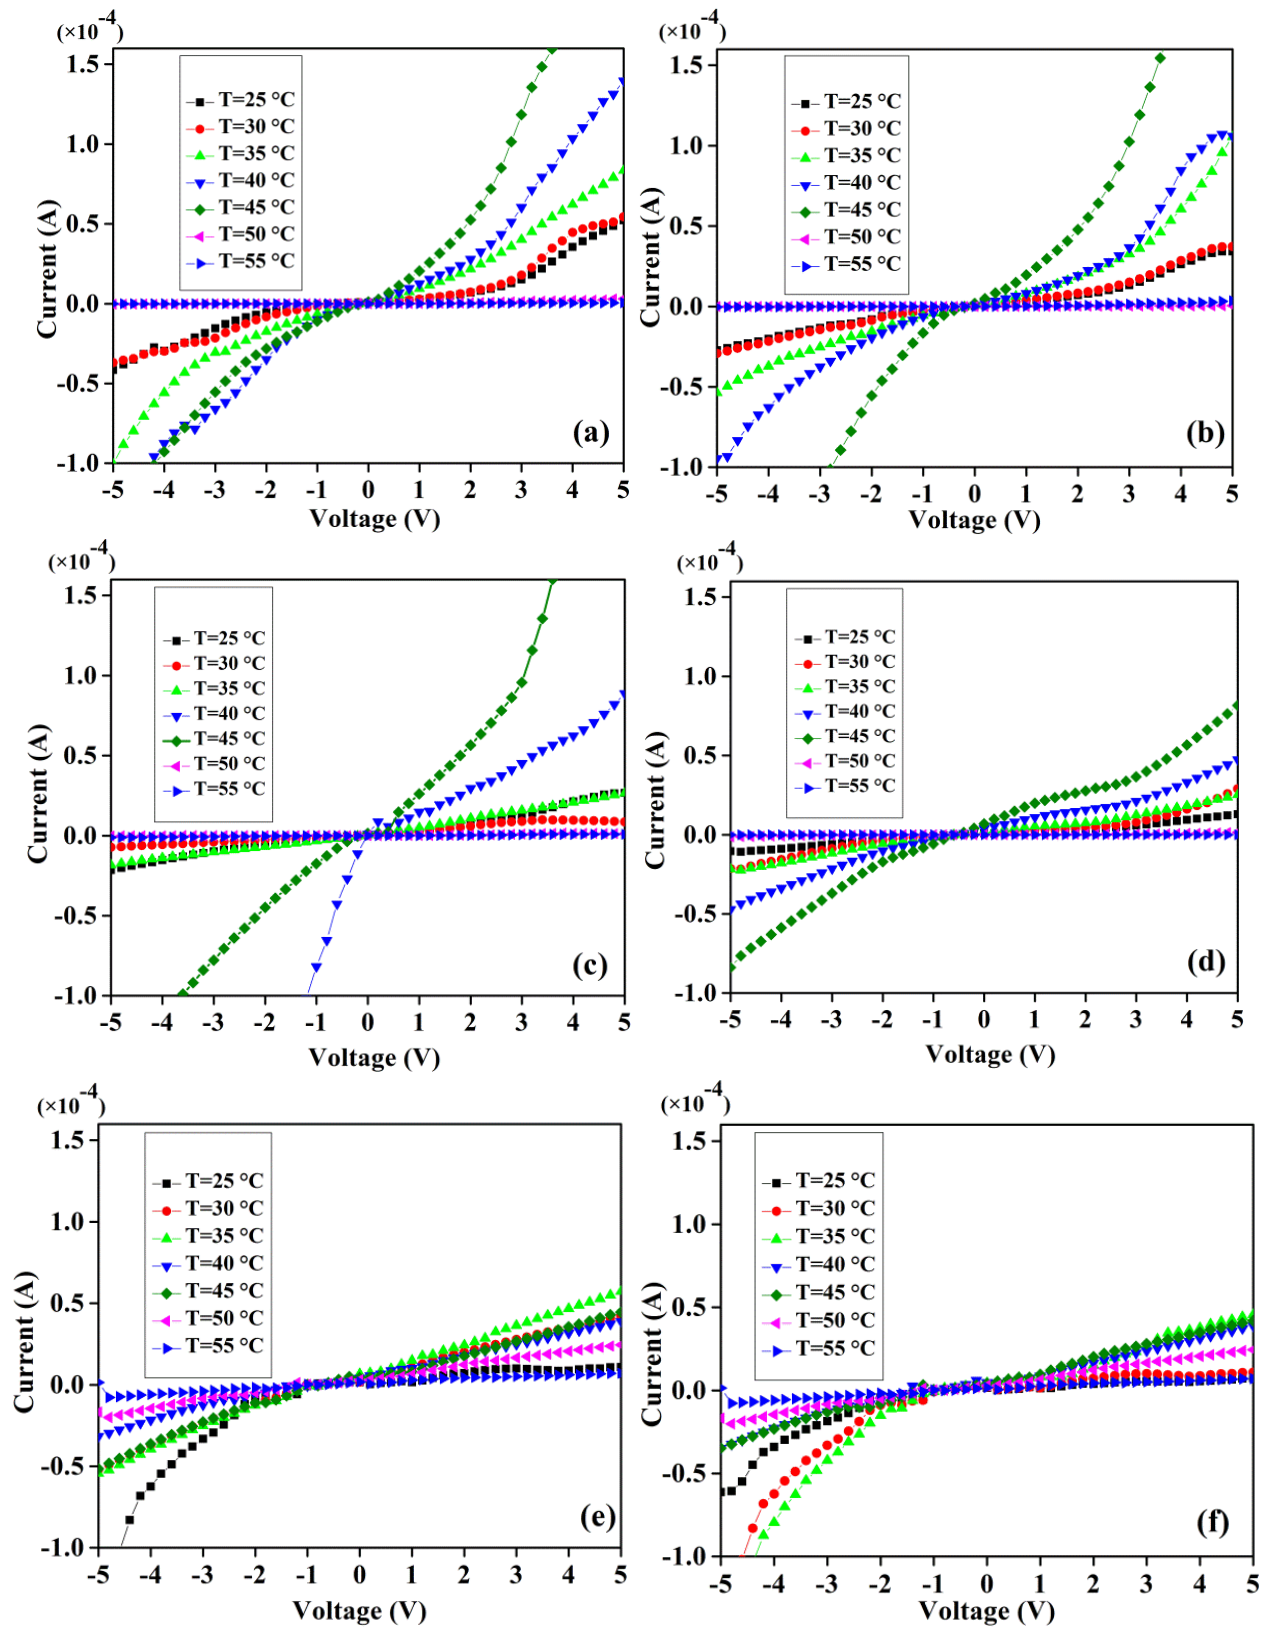 (×10⁻⁴)
Current (A)
1.5
1.0
0.5
0.0
-0.5
-1.0
T=25 °C
T=30 °C
T=35 °C
T=40 °C
T=45 °C
T=50 °C
T=55 °C
(a)
-5 -4 -3 -2 -1 0 1 2 3 4 5
Voltage (V)
(×10⁻⁴)
Current (A)
1.5
1.0
0.5
0.0
-0.5
-1.0
T=25 °C
T=30 °C
T=35 °C
T=40 °C
T=45 °C
T=50 °C
T=55 °C
(b)
-5 -4 -3 -2 -1 0 1 2 3 4 5
Voltage (V)
(×10⁻⁴)
Current (A)
1.5
1.0
0.5
0.0
-0.5
-1.0
T=25 °C
T=30 °C
T=35 °C
T=40 °C
T=45 °C
T=50 °C
T=55 °C
(c)
-5 -4 -3 -2 -1 0 1 2 3 4 5
Voltage (V)
(×10⁻⁴)
Current (A)
1.5
1.0
0.5
0.0
-0.5
-1.0
T=25 °C
T=30 °C
T=35 °C
T=40 °C
T=45 °C
T=50 °C
T=55 °C
(d)
-5 -4 -3 -2 -1 0 1 2 3 4 5
Voltage (V)
(×10⁻⁴)
Current (A)
1.5
1.0
0.5
0.0
-0.5
-1.0
T=25 °C
T=30 °C
T=35 °C
T=40 °C
T=45 °C
T=50 °C
T=55 °C
(e)
-5 -4 -3 -2 -1 0 1 2 3 4 5
Voltage (V)
(×10⁻⁴)
Current (A)
1.5
1.0
0.5
0.0
-0.5
-1.0
T=25 °C
T=30 °C
T=35 °C
T=40 °C
T=45 °C
T=50 °C
T=55 °C
(f)
-5 -4 -3 -2 -1 0 1 2 3 4 5
Voltage (V)